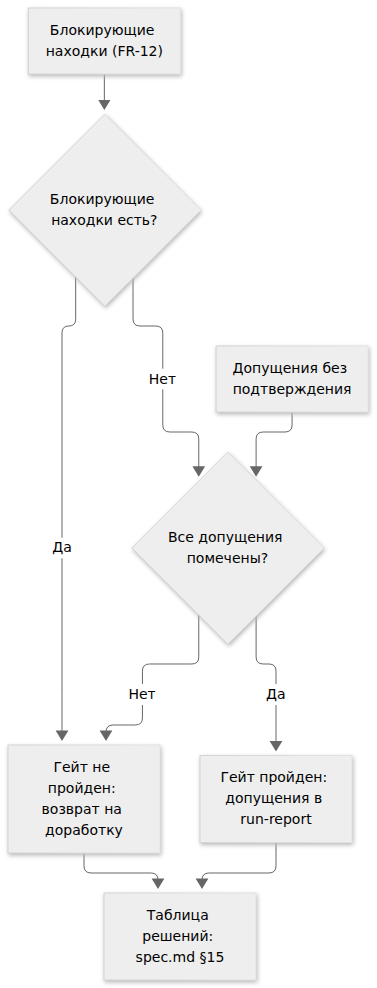 Блокирующие
находки (FR-12)
Блокирующие
находки есть?
Нет
Допущения без
подтверждения
Да
Все допущения
помечены?
Нет
Да
Гейт не
пройден:
возврат на
доработку
Гейт пройден:
допущения в
run-report
Таблица
решений:
spec.md §15